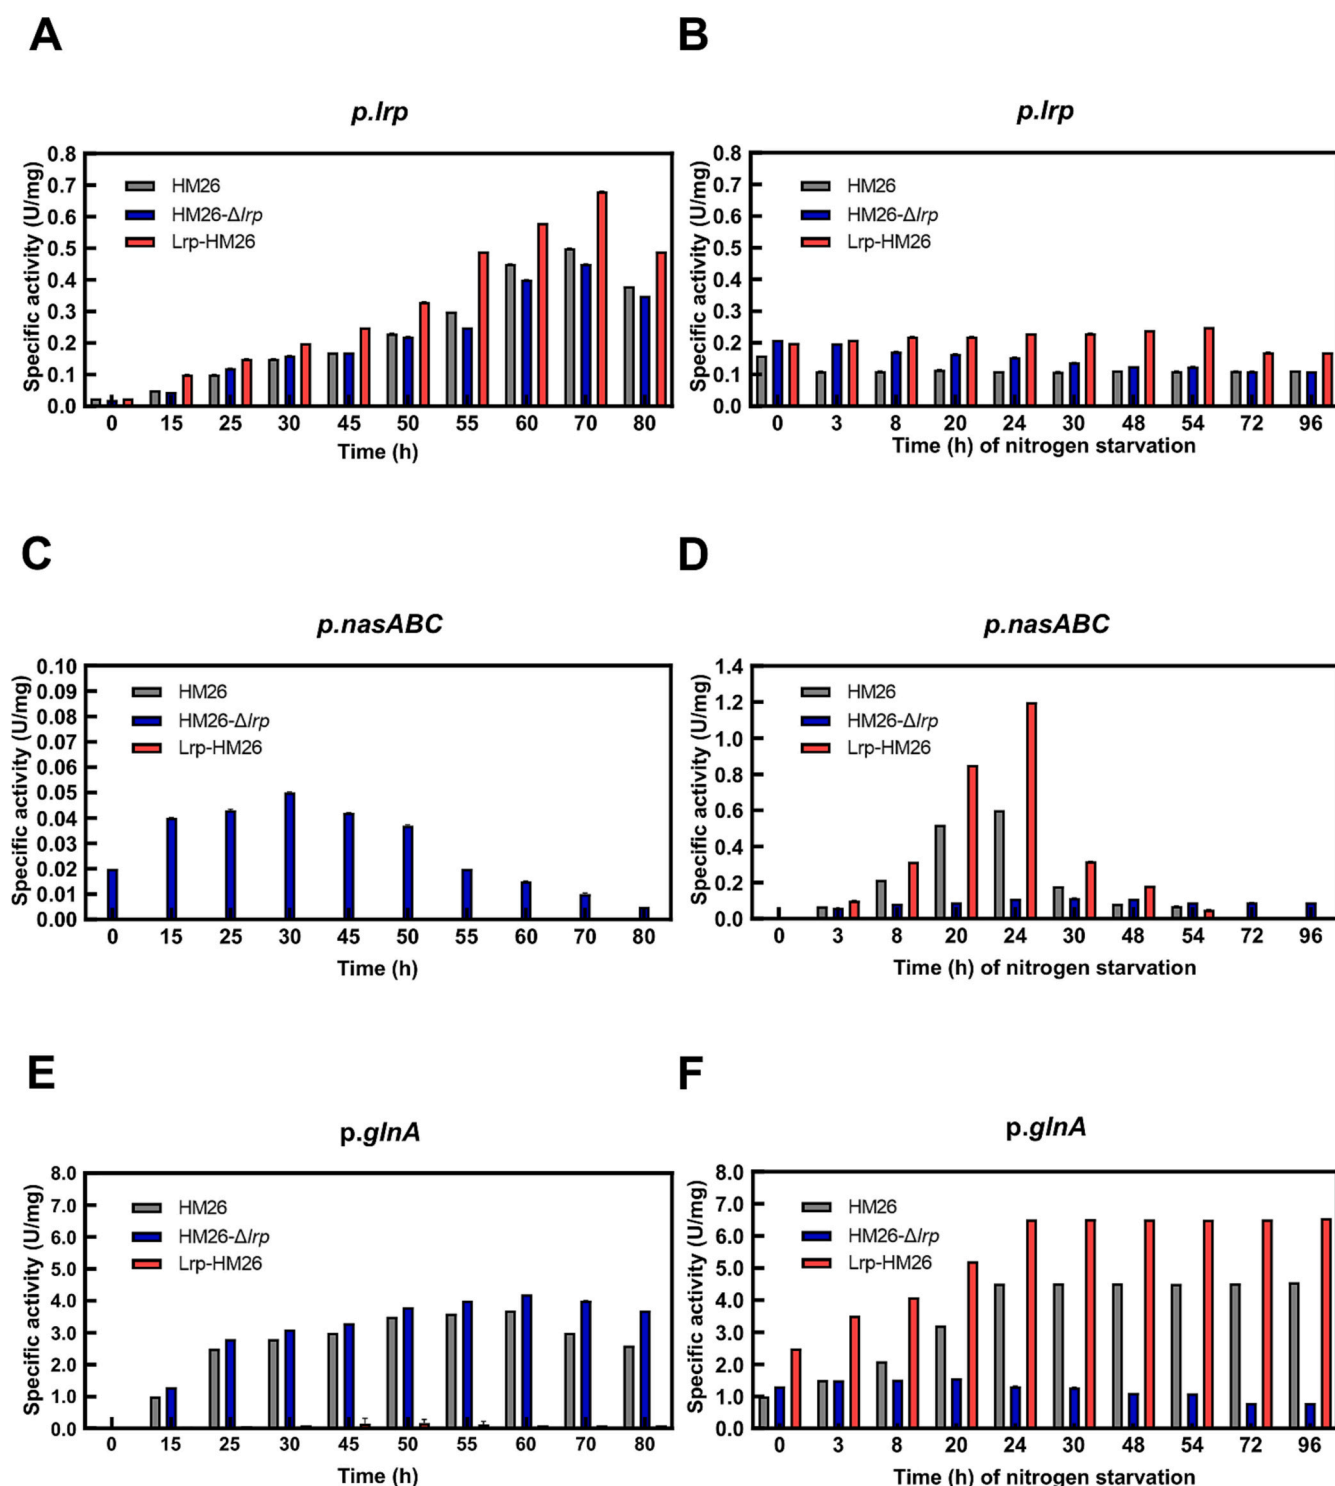 A
p.lrp
Specific activity (U/mg)
0.8
0.7
0.6
0.5
0.4
0.3
0.2
0.1
0.0
HM26
HM26-Δlrp
Lrp-HM26
0 15 25 30 45 50 55 60 70 80
Time (h)
B
p.lrp
Specific activity (U/mg)
0.8
0.7
0.6
0.5
0.4
0.3
0.2
0.1
0.0
HM26
HM26-Δlrp
Lrp-HM26
0 3 8 20 24 30 48 54 72 96
Time (h) of nitrogen starvation
C
p.nasABC
Specific activity (U/mg)
0.10
0.09
0.08
0.07
0.06
0.05
0.04
0.03
0.02
0.01
0.00
HM26
HM26-Δlrp
Lrp-HM26
0 15 25 30 45 50 55 60 70 80
Time (h)
D
p.nasABC
Specific activity (U/mg)
1.4
1.2
1.0
0.8
0.6
0.4
0.2
0.0
HM26
HM26-Δlrp
Lrp-HM26
0 3 8 20 24 30 48 54 72 96
Time (h) of nitrogen starvation
E
p.glnA
Specific activity (U/mg)
8.0
7.0
6.0
5.0
4.0
3.0
2.0
1.0
0.0
HM26
HM26-Δlrp
Lrp-HM26
0 15 25 30 45 50 55 60 70 80
Time (h)
F
p.glnA
Specific activity (U/mg)
8.0
7.0
6.0
5.0
4.0
3.0
2.0
1.0
0.0
HM26
HM26-Δlrp
Lrp-HM26
0 3 8 20 24 30 48 54 72 96
Time (h) of nitrogen starvation